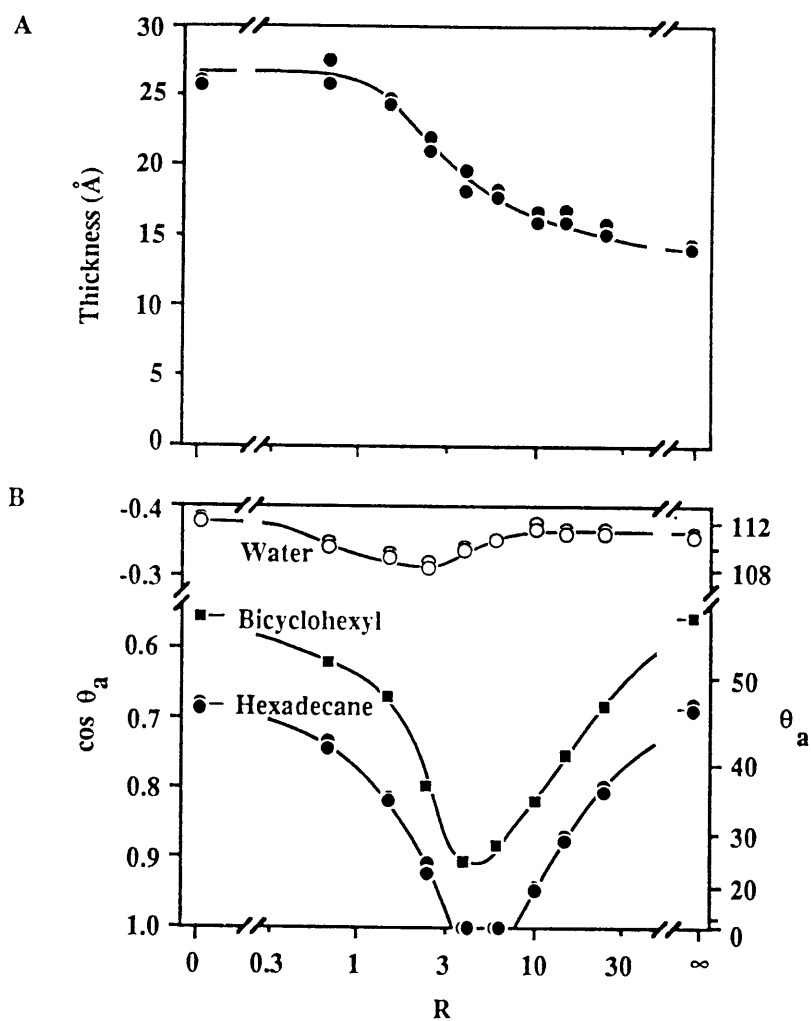 A
30
25
20
15
10
5
0
Thickness (Å)
B
-0.4
-0.3
0.6
0.7
0.8
0.9
1.0
cos θa
Water
Bicyclohexyl
Hexadecane
112
108
50
40
30
20
0
θa
0 0.3 1 3 10 30 ∞
R